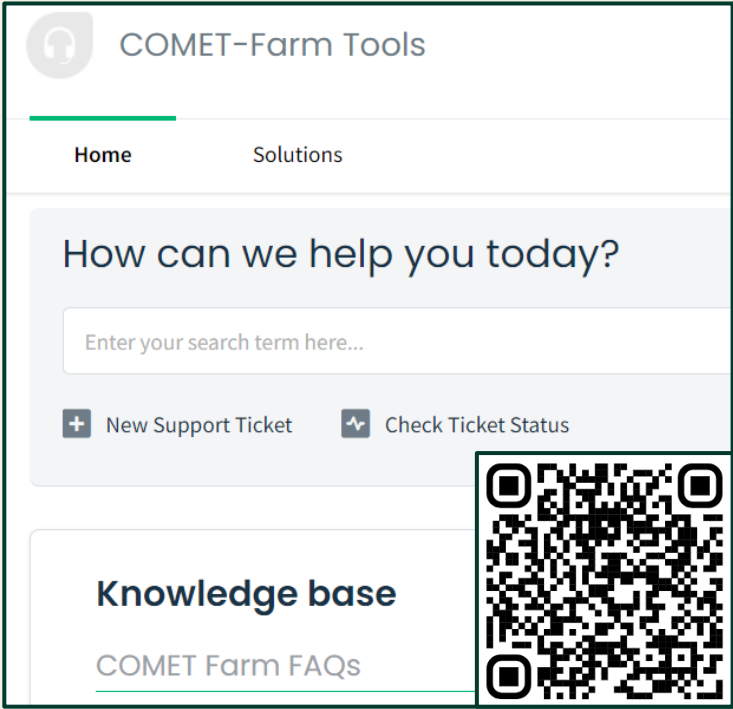 COMET-Farm Tools
Home Solutions
How can we help you today?
Enter your search term here...
New Support Ticket Check Ticket Status
Knowledge base
COMET Farm FAQs